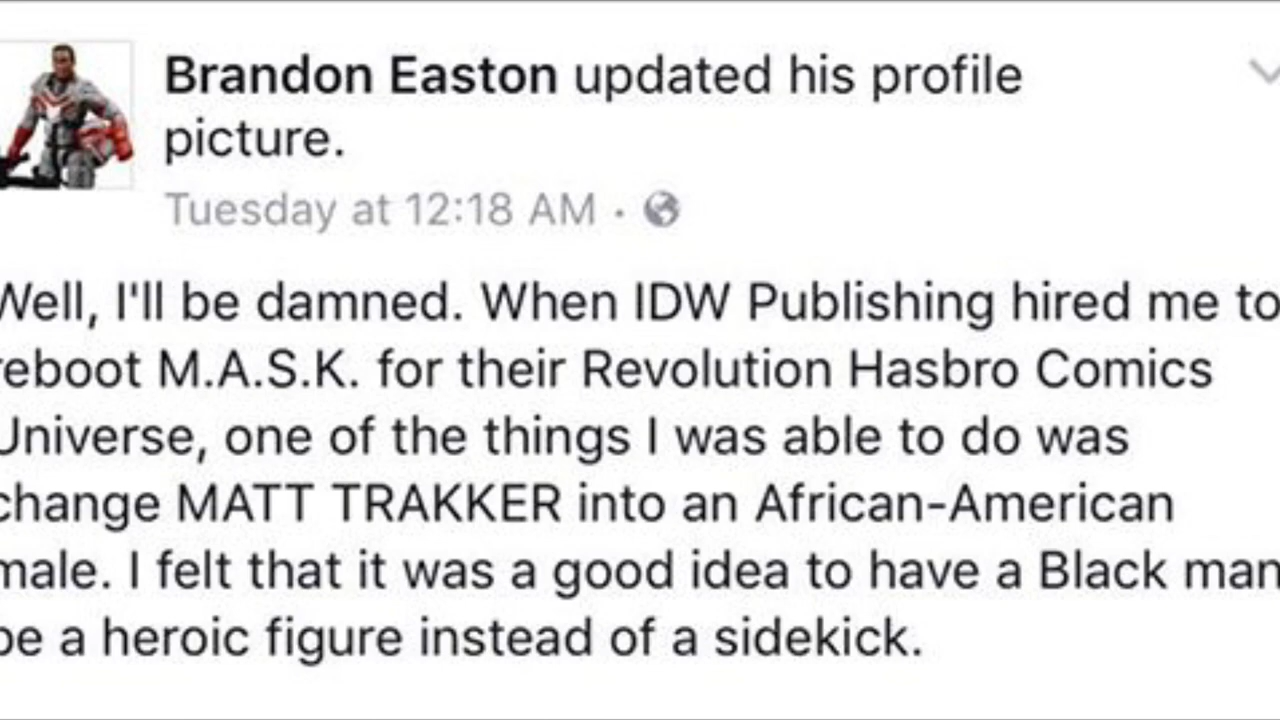 Brandon Easton updated his profile
picture.
Tuesday at 12:18 AM ·
Well, I'll be damned. When IDW Publishing hired me to
reboot M.A.S.K. for their Revolution Hasbro Comics
Universe, one of the things I was able to do was
change MATT TRAKKER into an African-American
male. I felt that it was a good idea to have a Black man
be a heroic figure instead of a sidekick.